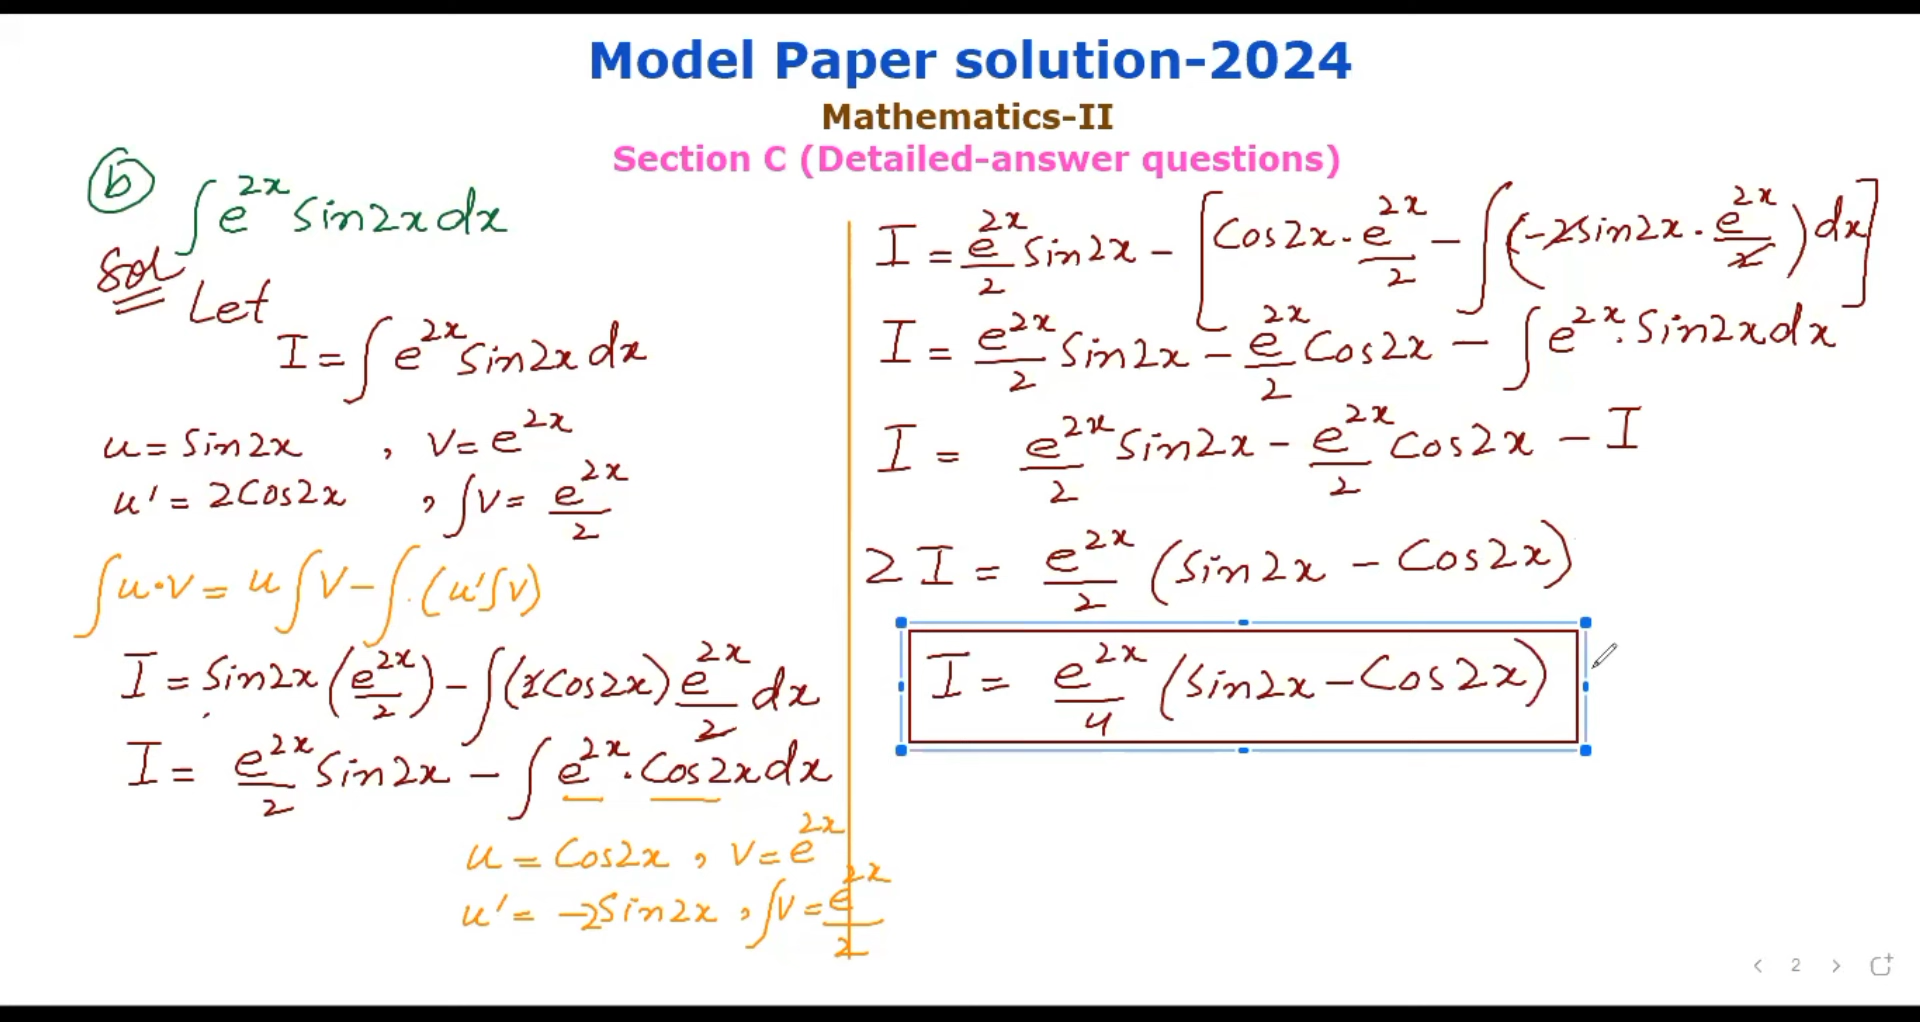 Model Paper solution-2024
Mathematics-II
Section C (Detailed-answer questions)
(b) ∫ e^{2x} sin2x dx
Sol
Let
I = ∫ e^{2x} sin2x dx
u = sin2x , v = e^{2x}
u' = 2cos2x , ∫v = e^{2x}/2
∫u·v = u∫v - ∫(u'∫v)
I = sin2x (e^{2x}/2) - ∫(2cos2x) e^{2x}/2 dx
I = e^{2x}/2 sin2x - ∫ e^{2x}·cos2x dx
u = cos2x , v = e^{2x}
u' = -2sin2x , ∫v = e^{2x}/2
I = e^{2x}/2 sin2x - [cos2x · e^{2x}/2 - ∫(-2sin2x · e^{2x}/2) dx]
I = e^{2x}/2 sin2x - e^{2x}/2 cos2x - ∫ e^{2x}·sin2x dx
I = e^{2x}/2 sin2x - e^{2x}/2 cos2x - I
2I = e^{2x}/2 (sin2x - cos2x)
I = e^{2x}/4 (sin2x - cos2x)
2